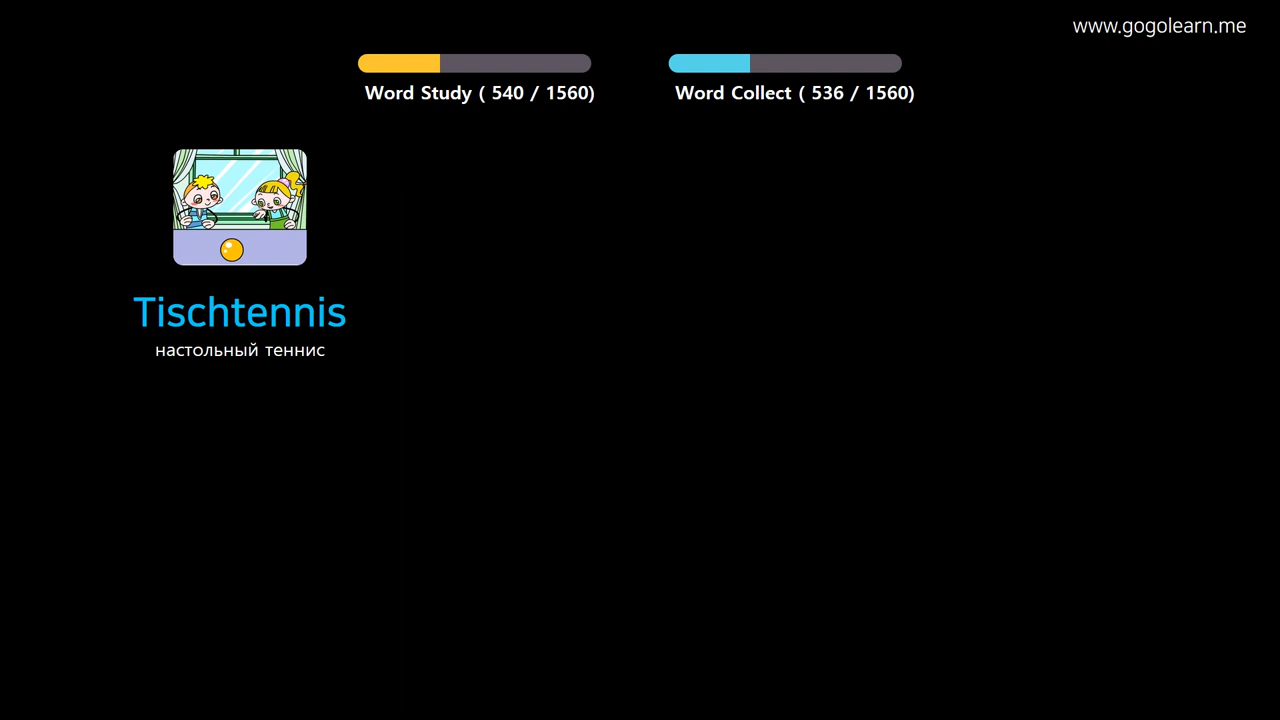 www.gogolearn.me
Word Study ( 540 / 1560)
Word Collect ( 536 / 1560)
Tischtennis
настольный теннис